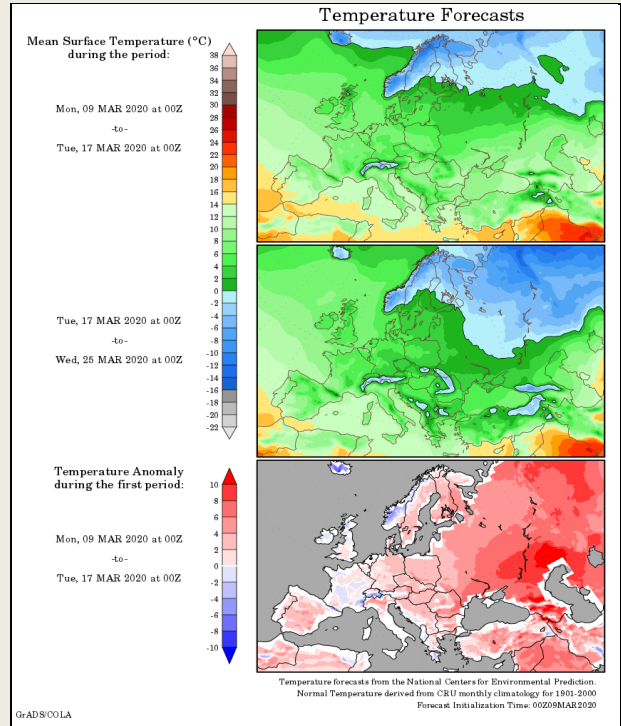 Temperature Forecasts
Mean Surface Temperature (°C)
during the period:
Mon, 09 MAR 2020 at 00Z
-to-
Tue, 17 MAR 2020 at 00Z
38
36
34
32
30
28
26
24
22
20
18
16
14
12
10
8
6
4
2
0
-2
-4
-6
-8
-10
-12
-14
-16
-18
-20
-22
Tue, 17 MAR 2020 at 00Z
-to-
Wed, 25 MAR 2020 at 00Z
Temperature Anomaly
during the first period:
Mon, 09 MAR 2020 at 00Z
-to-
Tue, 17 MAR 2020 at 00Z
10
8
6
4
2
0
-2
-4
-6
-8
-10
Temperature forecasts from the National Centers for Environmental Prediction.
Normal Temperature derived from CRU monthly climatology for 1901-2000
Forecast Initialization Time: 00Z09MAR2020
GrADS/COLA